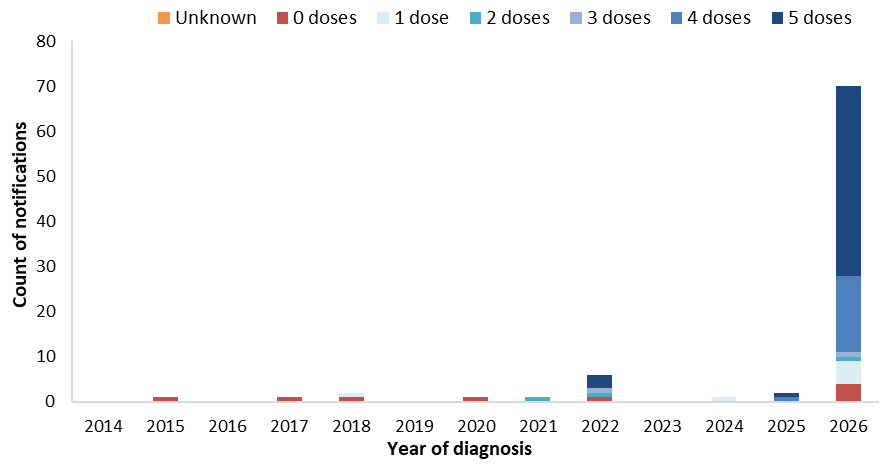 Unknown 0 doses 1 dose 2 doses 3 doses 4 doses 5 doses
80
70
60
50
40
30
20
10
0
Count of notifications
2014 2015 2016 2017 2018 2019 2020 2021 2022 2023 2024 2025 2026
Year of diagnosis